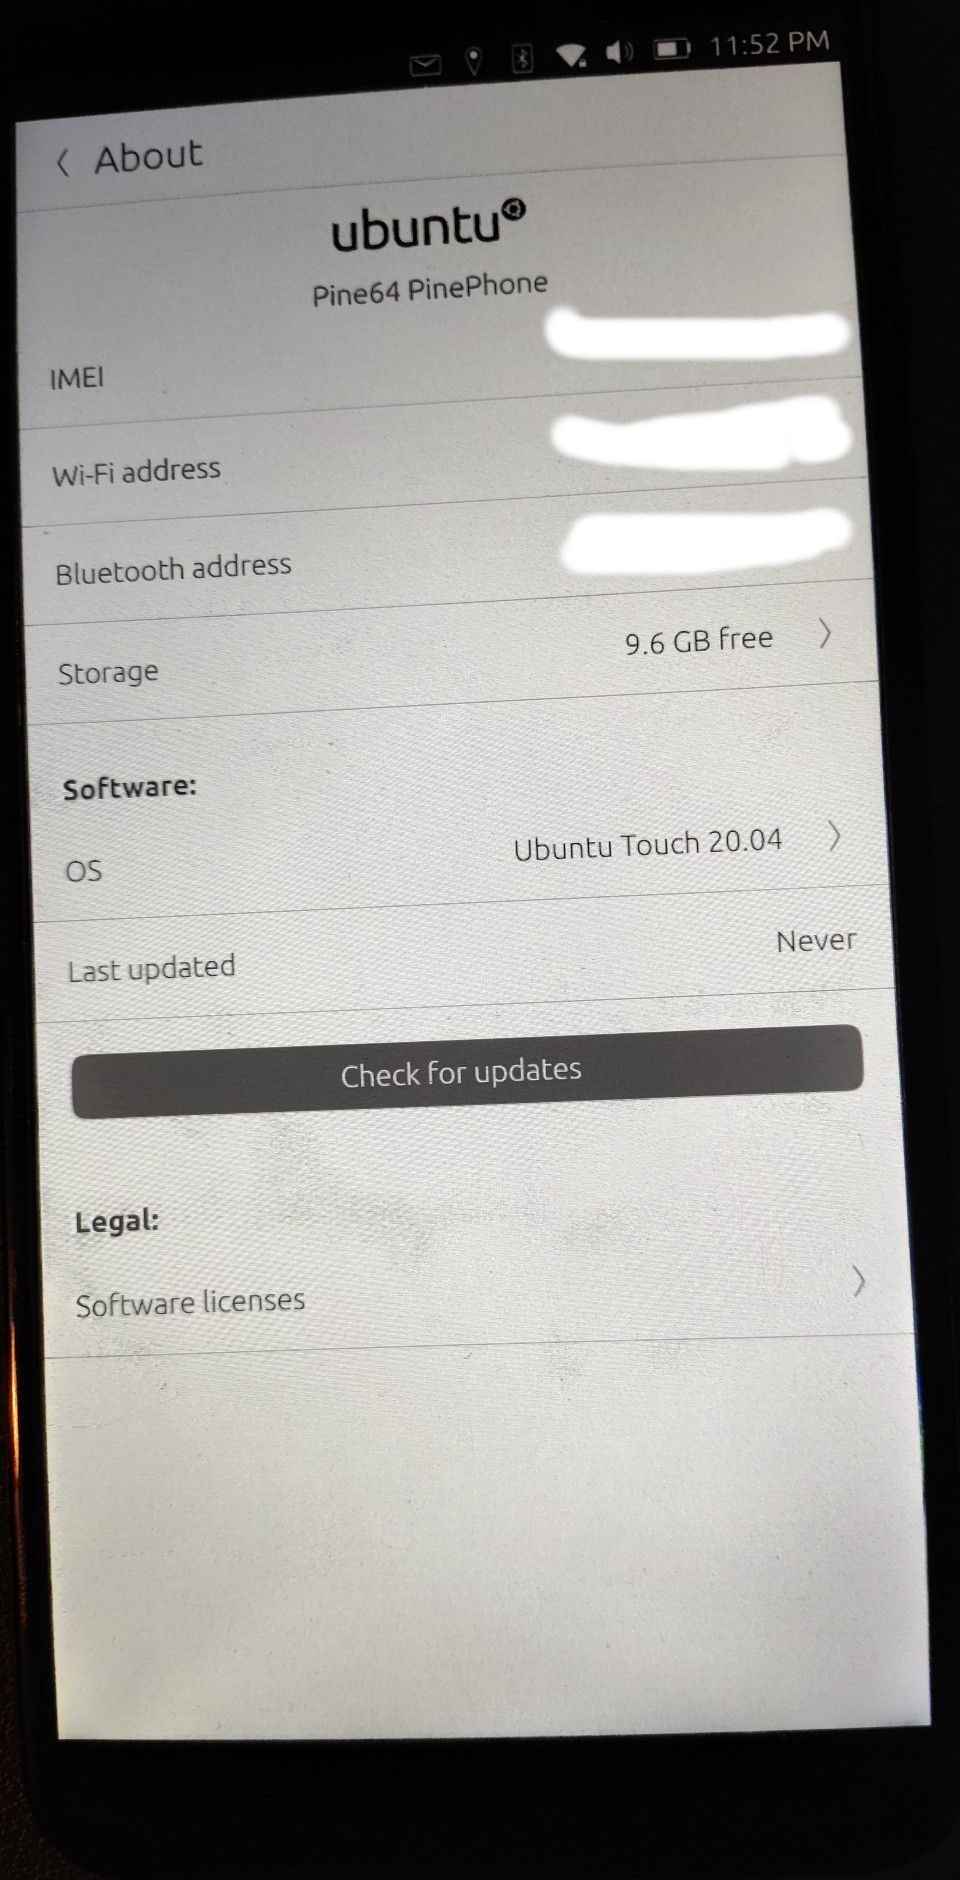 11:52 PM
About
ubuntu
Pine64 PinePhone
IMEI
Wi-Fi address
Bluetooth address
Storage 9.6 GB free
Software:
OS Ubuntu Touch 20.04
Last updated Never
Check for updates
Legal:
Software licenses